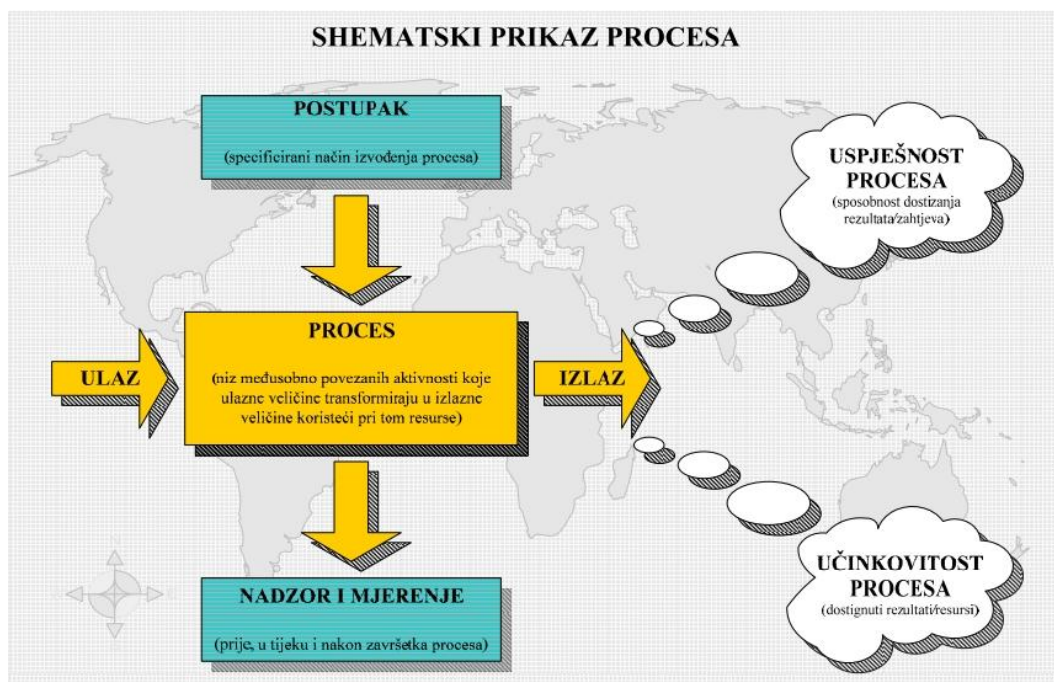 SHEMATSKI PRIKAZ PROCESA
POSTUPAK
(specificirani način izvođenja procesa)
USPJEŠNOST
PROCESA
(sposobnost dostizanja
rezultata/zahtjeva)
ULAZ
PROCES
(niz međusobno povezanih aktivnosti koje
ulazne veličine transformiraju u izlazne
veličine koristeći pri tom resurse)
IZLAZ
NADZOR I MJERENJE
(prije, u tijeku i nakon završetka procesa)
UČINKOVITOST
PROCESA
(dostignuti rezultati/resursi)